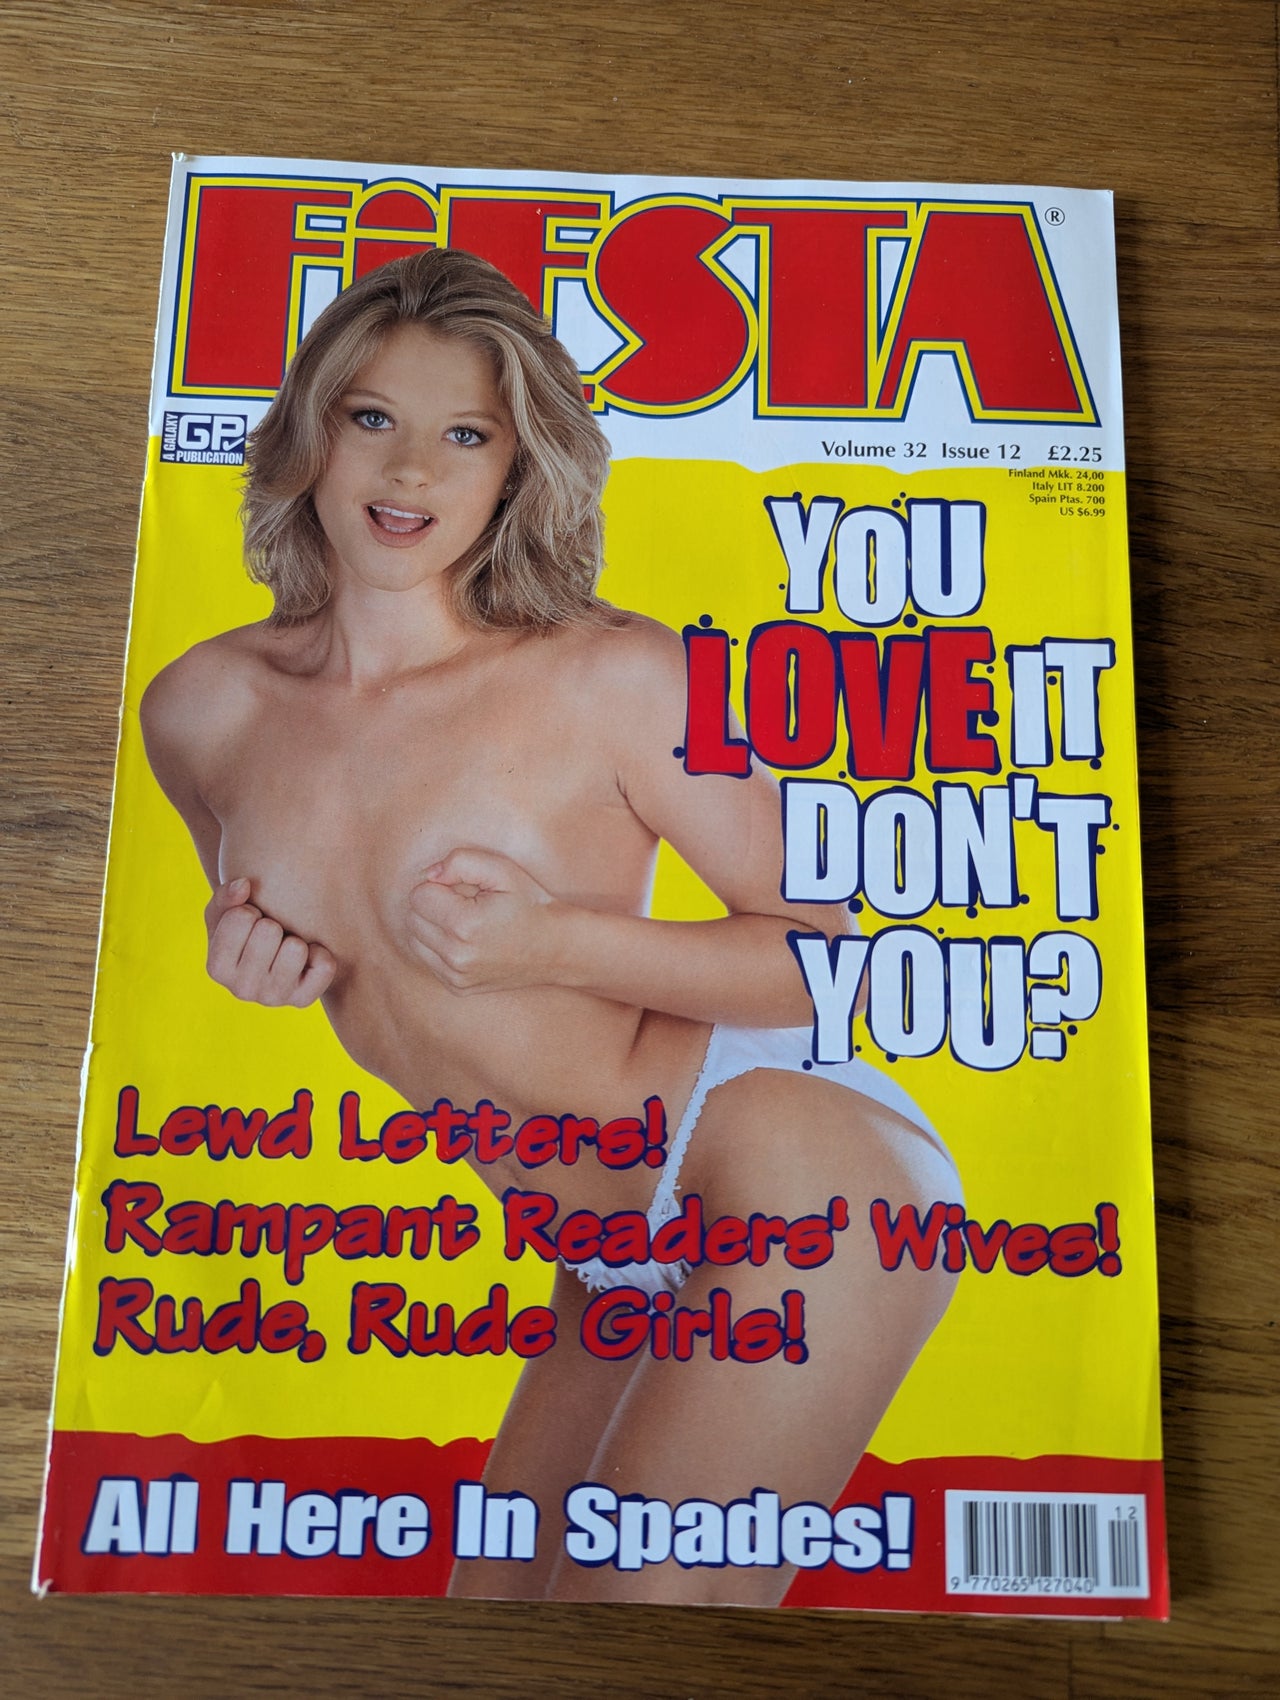 FiESTA ®
A GALAXY
GP
PUBLICATION
Volume 32 Issue 12 £2.25
Finland Mkk. 24,00
Italy LIT 8.200
Spain Ptas. 700
US $6.99
YOU
LOVE IT
DON'T
YOU?
Lewd Letters!
Rampant Readers' Wives!
Rude, Rude Girls!
All Here In Spades!
12
9 770265 127040